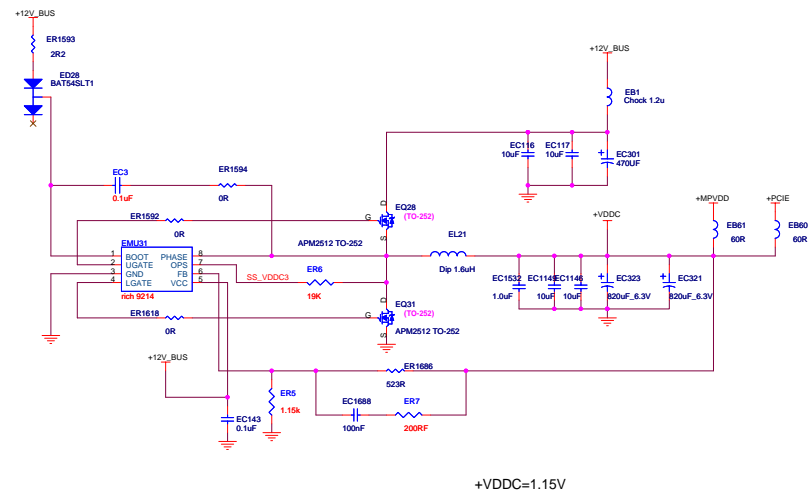 +12V_BUS
ER1593
2R2
ED28
BAT54SLT1
+12V_BUS
EB1
Chock 1.2u
EC116
10uF
EC117
10uF
+
EC301
470UF
EC3
0.1uF
ER1594
0R
ER1592
0R
D
EQ28
(TO-252)
G
S
APM2512 TO-252
+MPVDD
+PCIE
EB61
60R
EB60
60R
+VDDC
EMU31
1 BOOT PHASE 8
2 UGATE OPS 7
3 GND FB 6
4 LGATE VCC 5
rich 9214
EL21
Dip 1.6uH
SS_VDDC3
ER6
19K
EC1532
1.0uF
EC1149
10uF
EC1146
10uF
+
EC323
820uF_6.3V
+
EC321
820uF_6.3V
D
EQ31
(TO-252)
G
S
APM2512 TO-252
ER1618
0R
+12V_BUS
ER1686
523R
ER5
1.15k
EC1688
100nF
ER7
200RF
EC143
0.1uF
+VDDC=1.15V